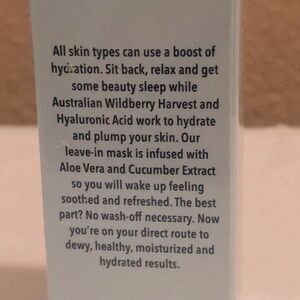 All skin types can use a boost of
hydration. Sit back, relax and get
some beauty sleep while
Australian Wildberry Harvest and
Hyaluronic Acid work to hydrate
and plump your skin. Our
leave-in mask is infused with
Aloe Vera and Cucumber Extract
so you will wake up feeling
soothed and refreshed. The best
part? No wash-off necessary. Now
you're on your direct route to
dewy, healthy, moisturized and
hydrated results.